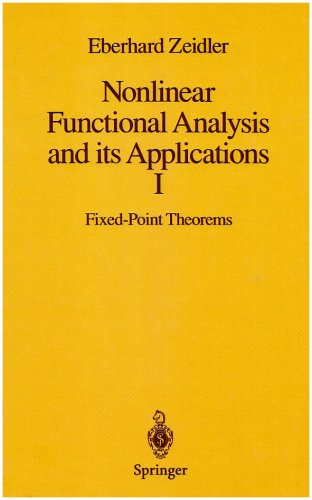 Eberhard Zeidler
Nonlinear
Functional Analysis
and its Applications
I
Fixed-Point Theorems
Springer